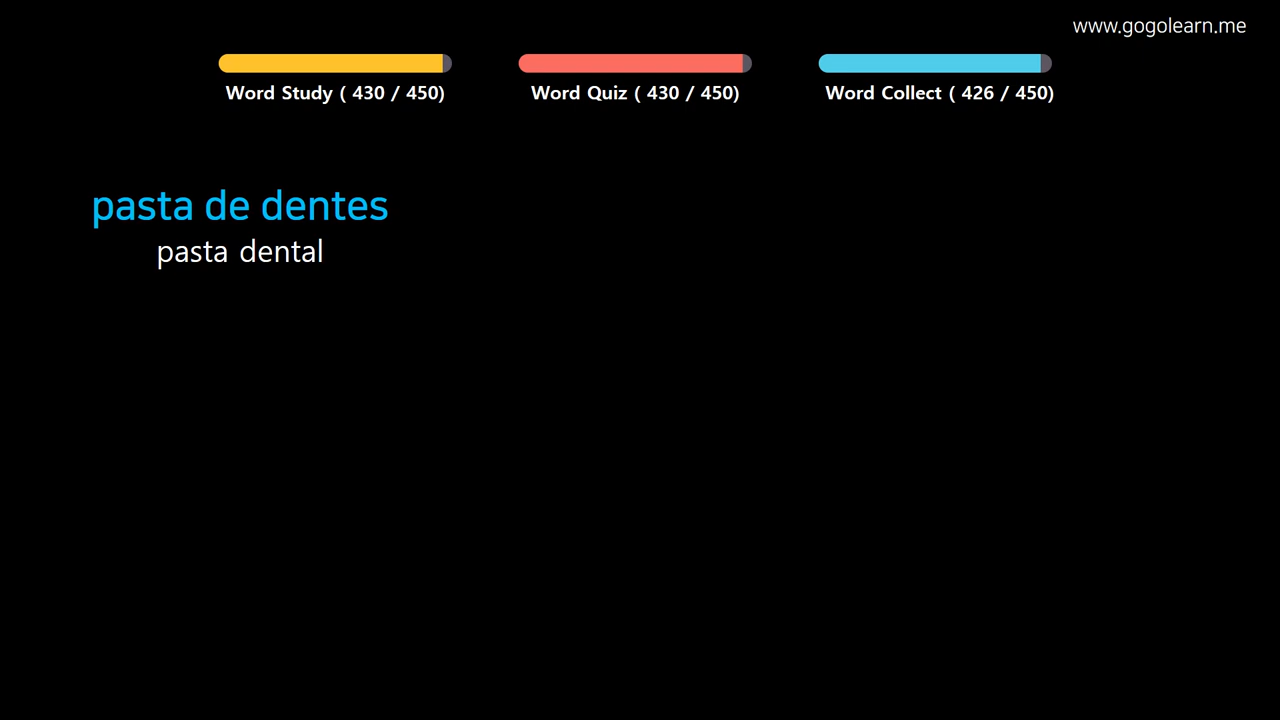 www.gogolearn.me
Word Study ( 430 / 450)
Word Quiz ( 430 / 450)
Word Collect ( 426 / 450)
pasta de dentes
pasta dental